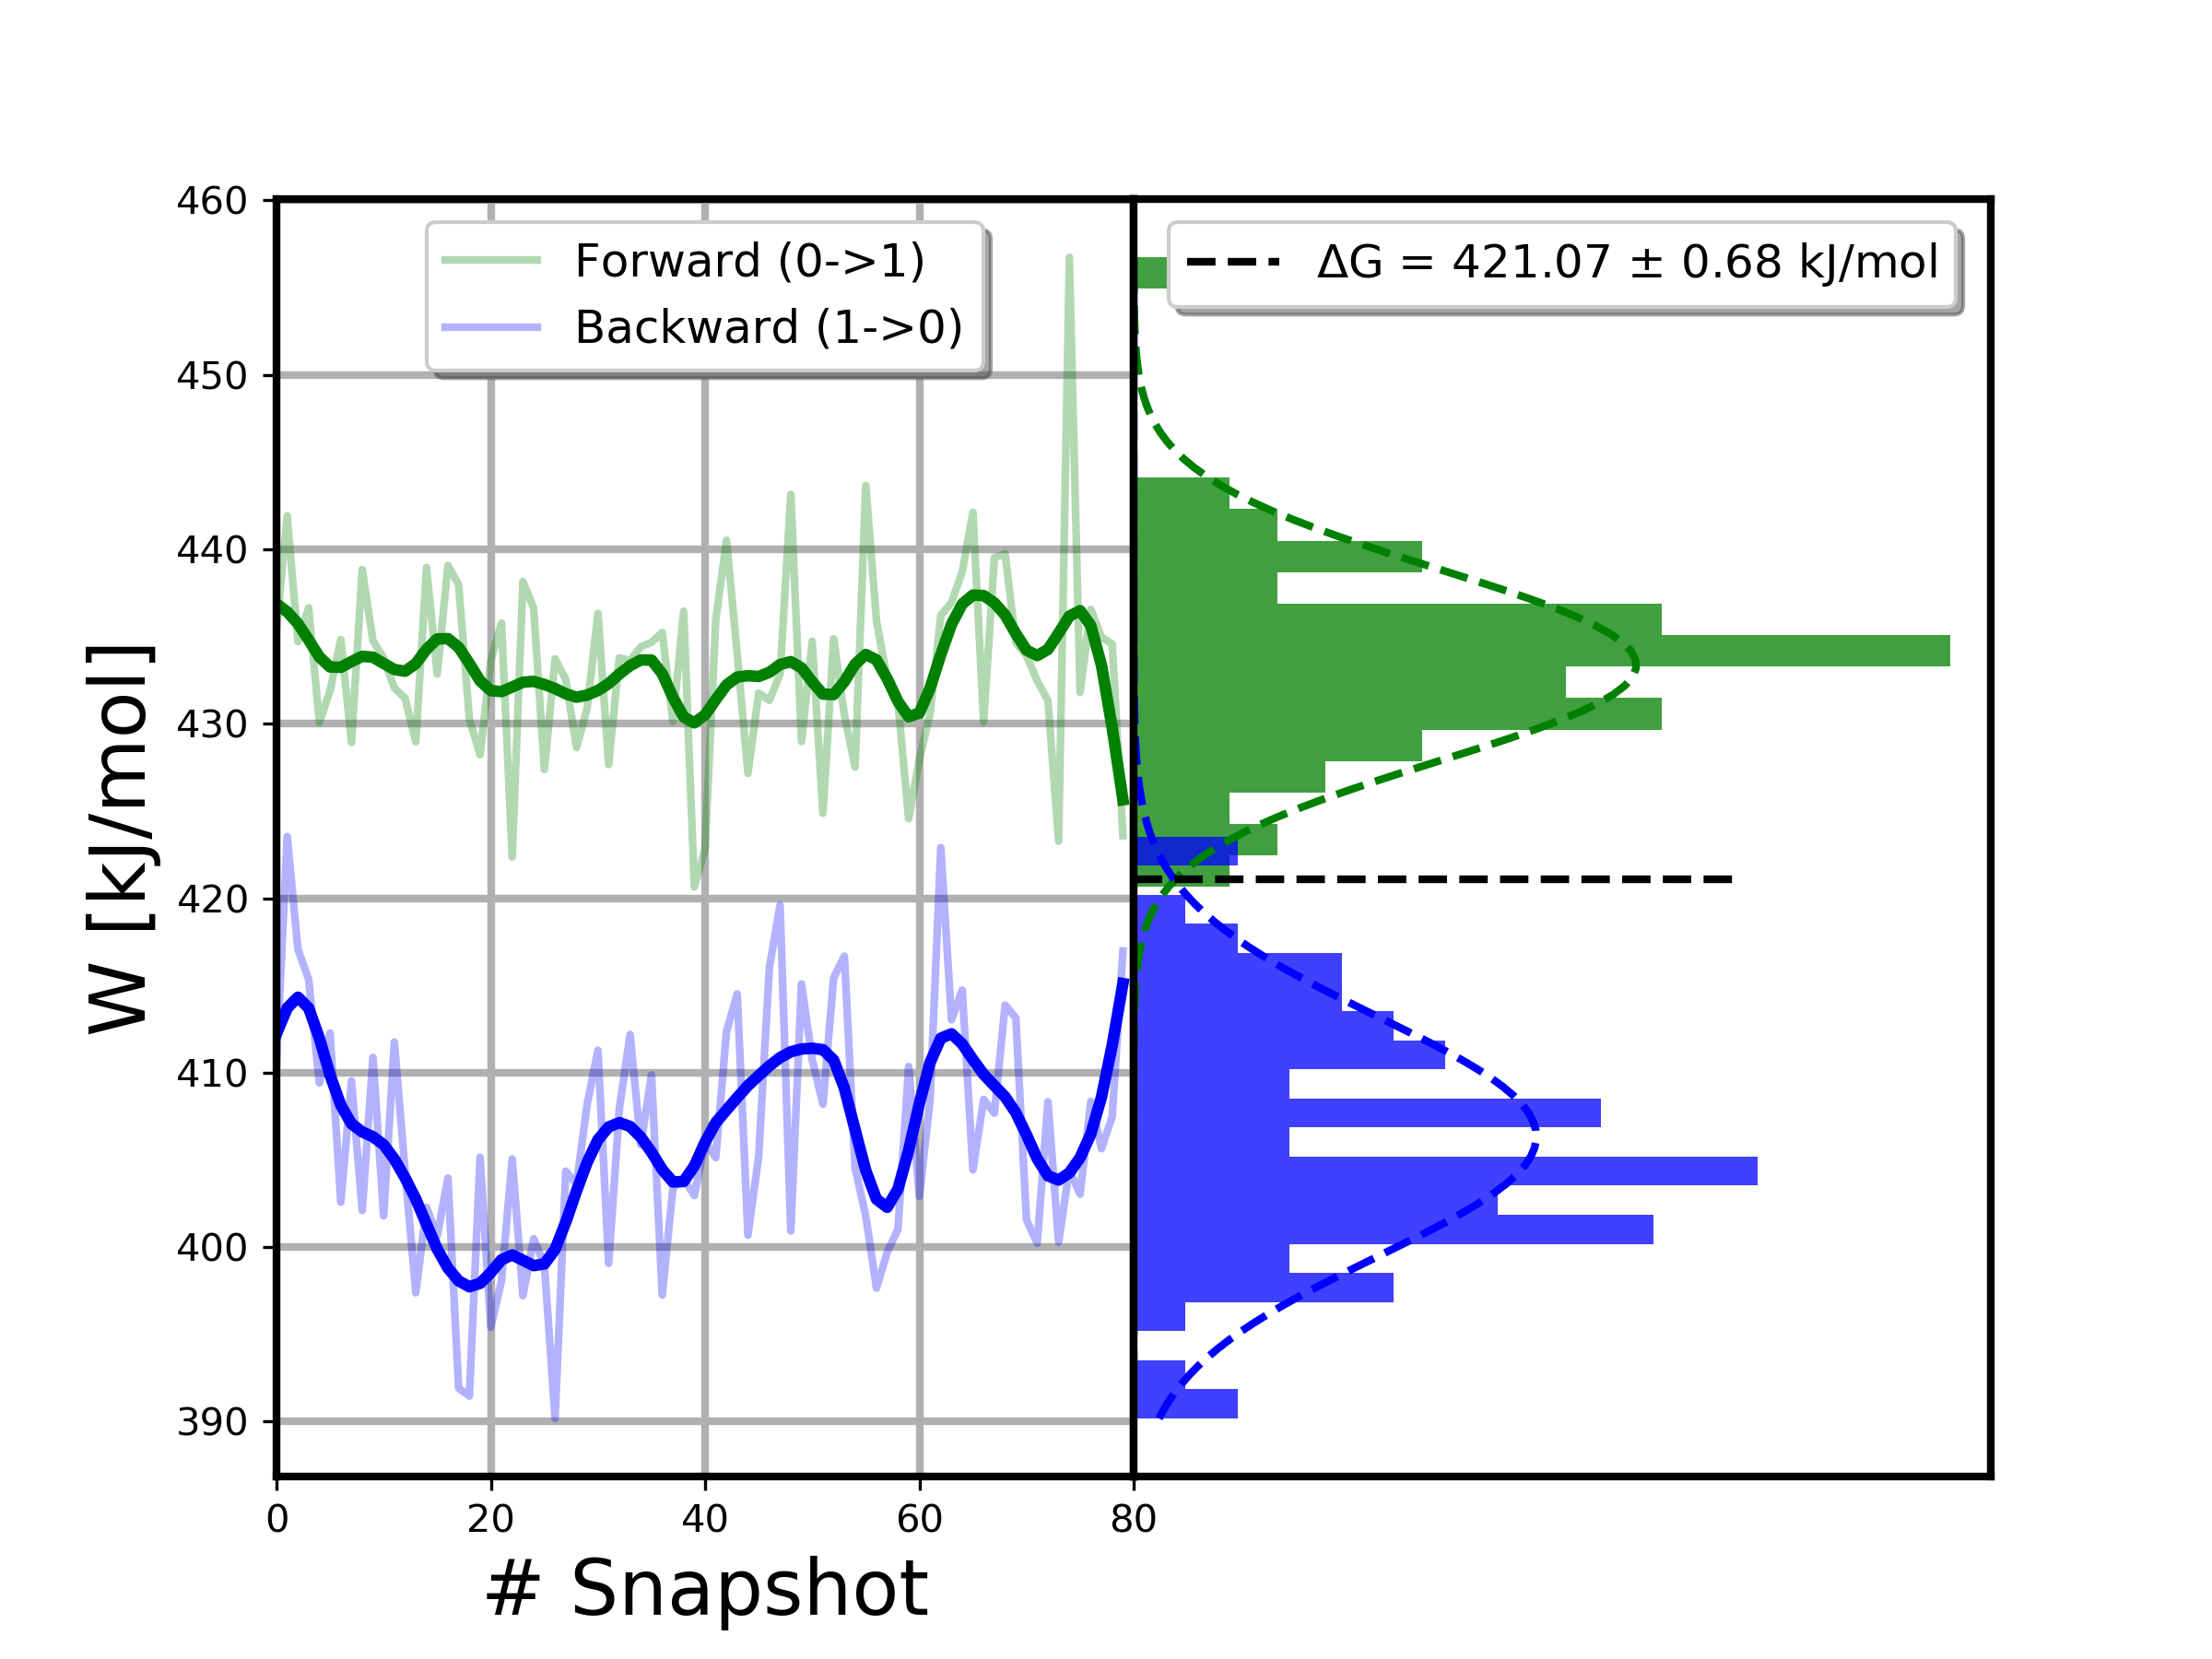 Forward (0->1)
Backward (1->0)
ΔG = 421.07 ± 0.68 kJ/mol
W [kJ/mol]
460
450
440
430
420
410
400
390
0 20 40 60 80
# Snapshot